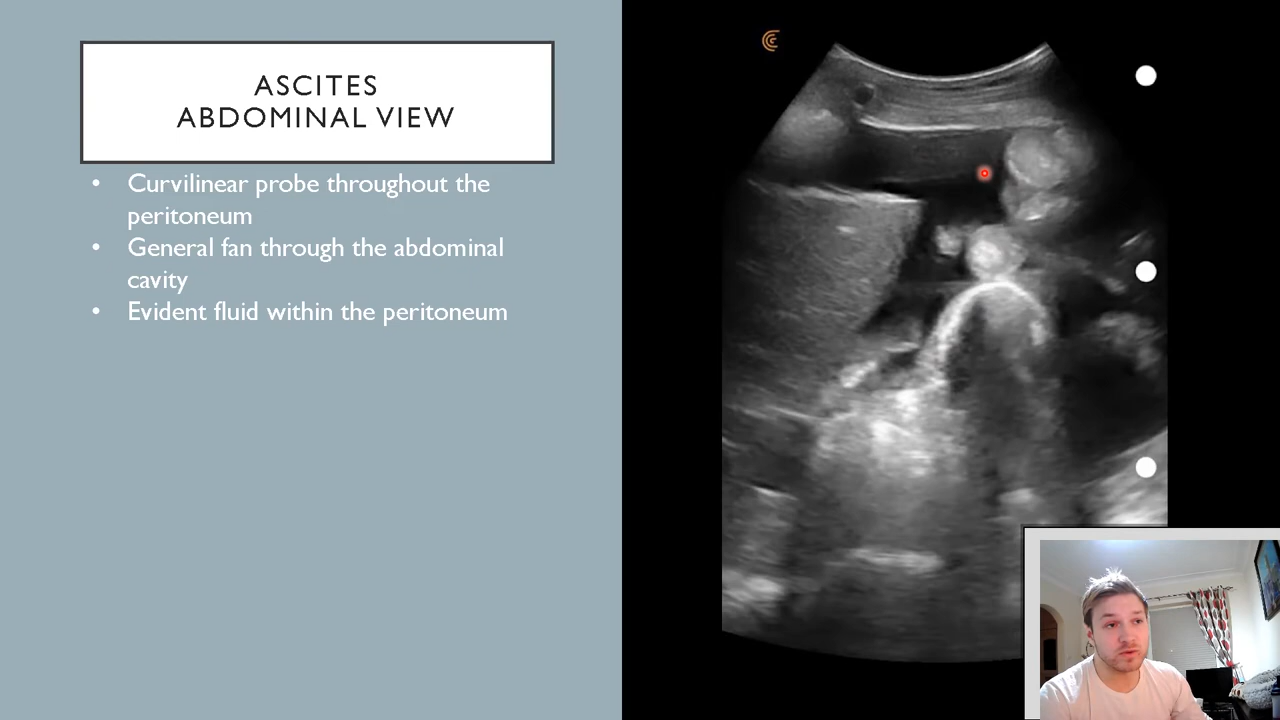 ASCITES
ABDOMINAL VIEW
• Curvilinear probe throughout the
peritoneum
• General fan through the abdominal
cavity
• Evident fluid within the peritoneum